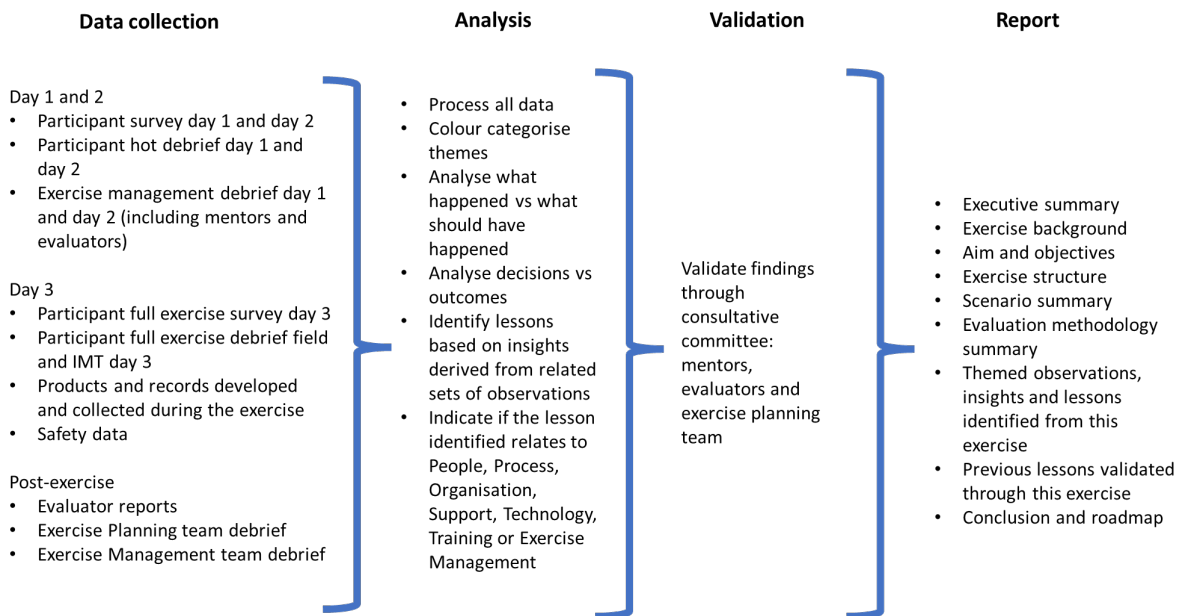 Data collection
Day 1 and 2
• Participant survey day 1 and day 2
• Participant hot debrief day 1 and
day 2
• Exercise management debrief day 1
and day 2 (including mentors and
evaluators)
Day 3
• Participant full exercise survey day 3
• Participant full exercise debrief field
and IMT day 3
• Products and records developed
and collected during the exercise
• Safety data
Post-exercise
• Evaluator reports
• Exercise Planning team debrief
• Exercise Management team debrief
Analysis
• Process all data
• Colour categorise
themes
• Analyse what
happened vs what
should have
happened
• Analyse decisions vs
outcomes
• Identify lessons
based on insights
derived from related
sets of observations
• Indicate if the lesson
identified relates to
People, Process,
Organisation,
Support, Technology,
Training or Exercise
Management
Validation
Validate findings
through
consultative
committee:
mentors,
evaluators and
exercise planning
team
Report
• Executive summary
• Exercise background
• Aim and objectives
• Exercise structure
• Scenario summary
• Evaluation methodology
summary
• Themed observations,
insights and lessons
identified from this
exercise
• Previous lessons validated
through this exercise
• Conclusion and roadmap